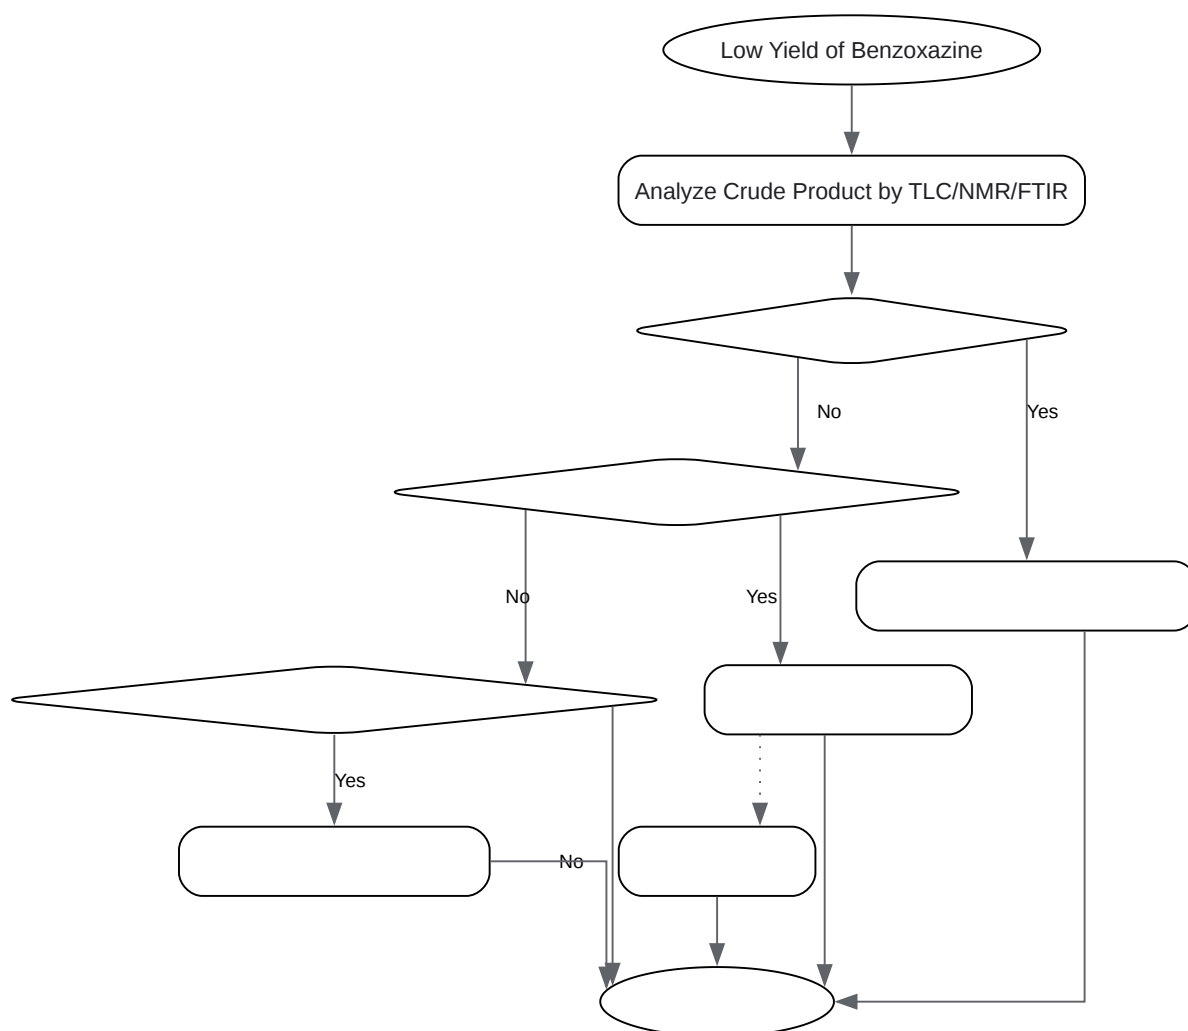 Low Yield of Benzoxazine
Analyze Crude Product by TLC/NMR/FTIR
No
Yes
No
Yes
Yes
No